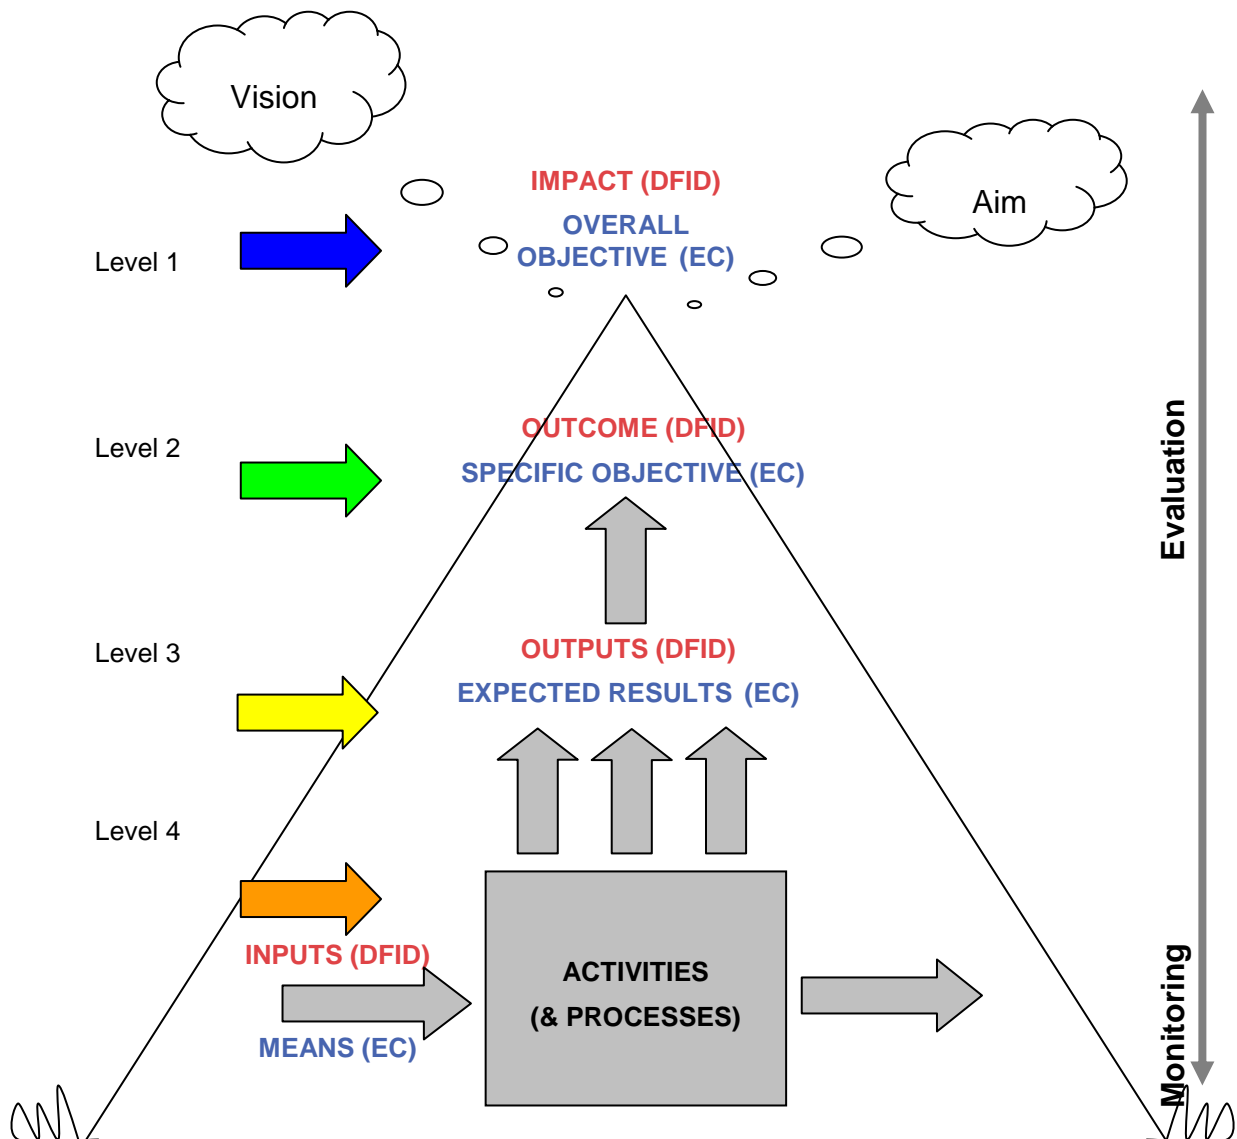 Vision
Aim
IMPACT (DFID)
OVERALL
OBJECTIVE (EC)
Level 1
Level 2
OUTCOME (DFID)
SPECIFIC OBJECTIVE (EC)
Evaluation
Level 3
OUTPUTS (DFID)
EXPECTED RESULTS (EC)
Level 4
INPUTS (DFID)
MEANS (EC)
ACTIVITIES
(& PROCESSES)
Monitoring